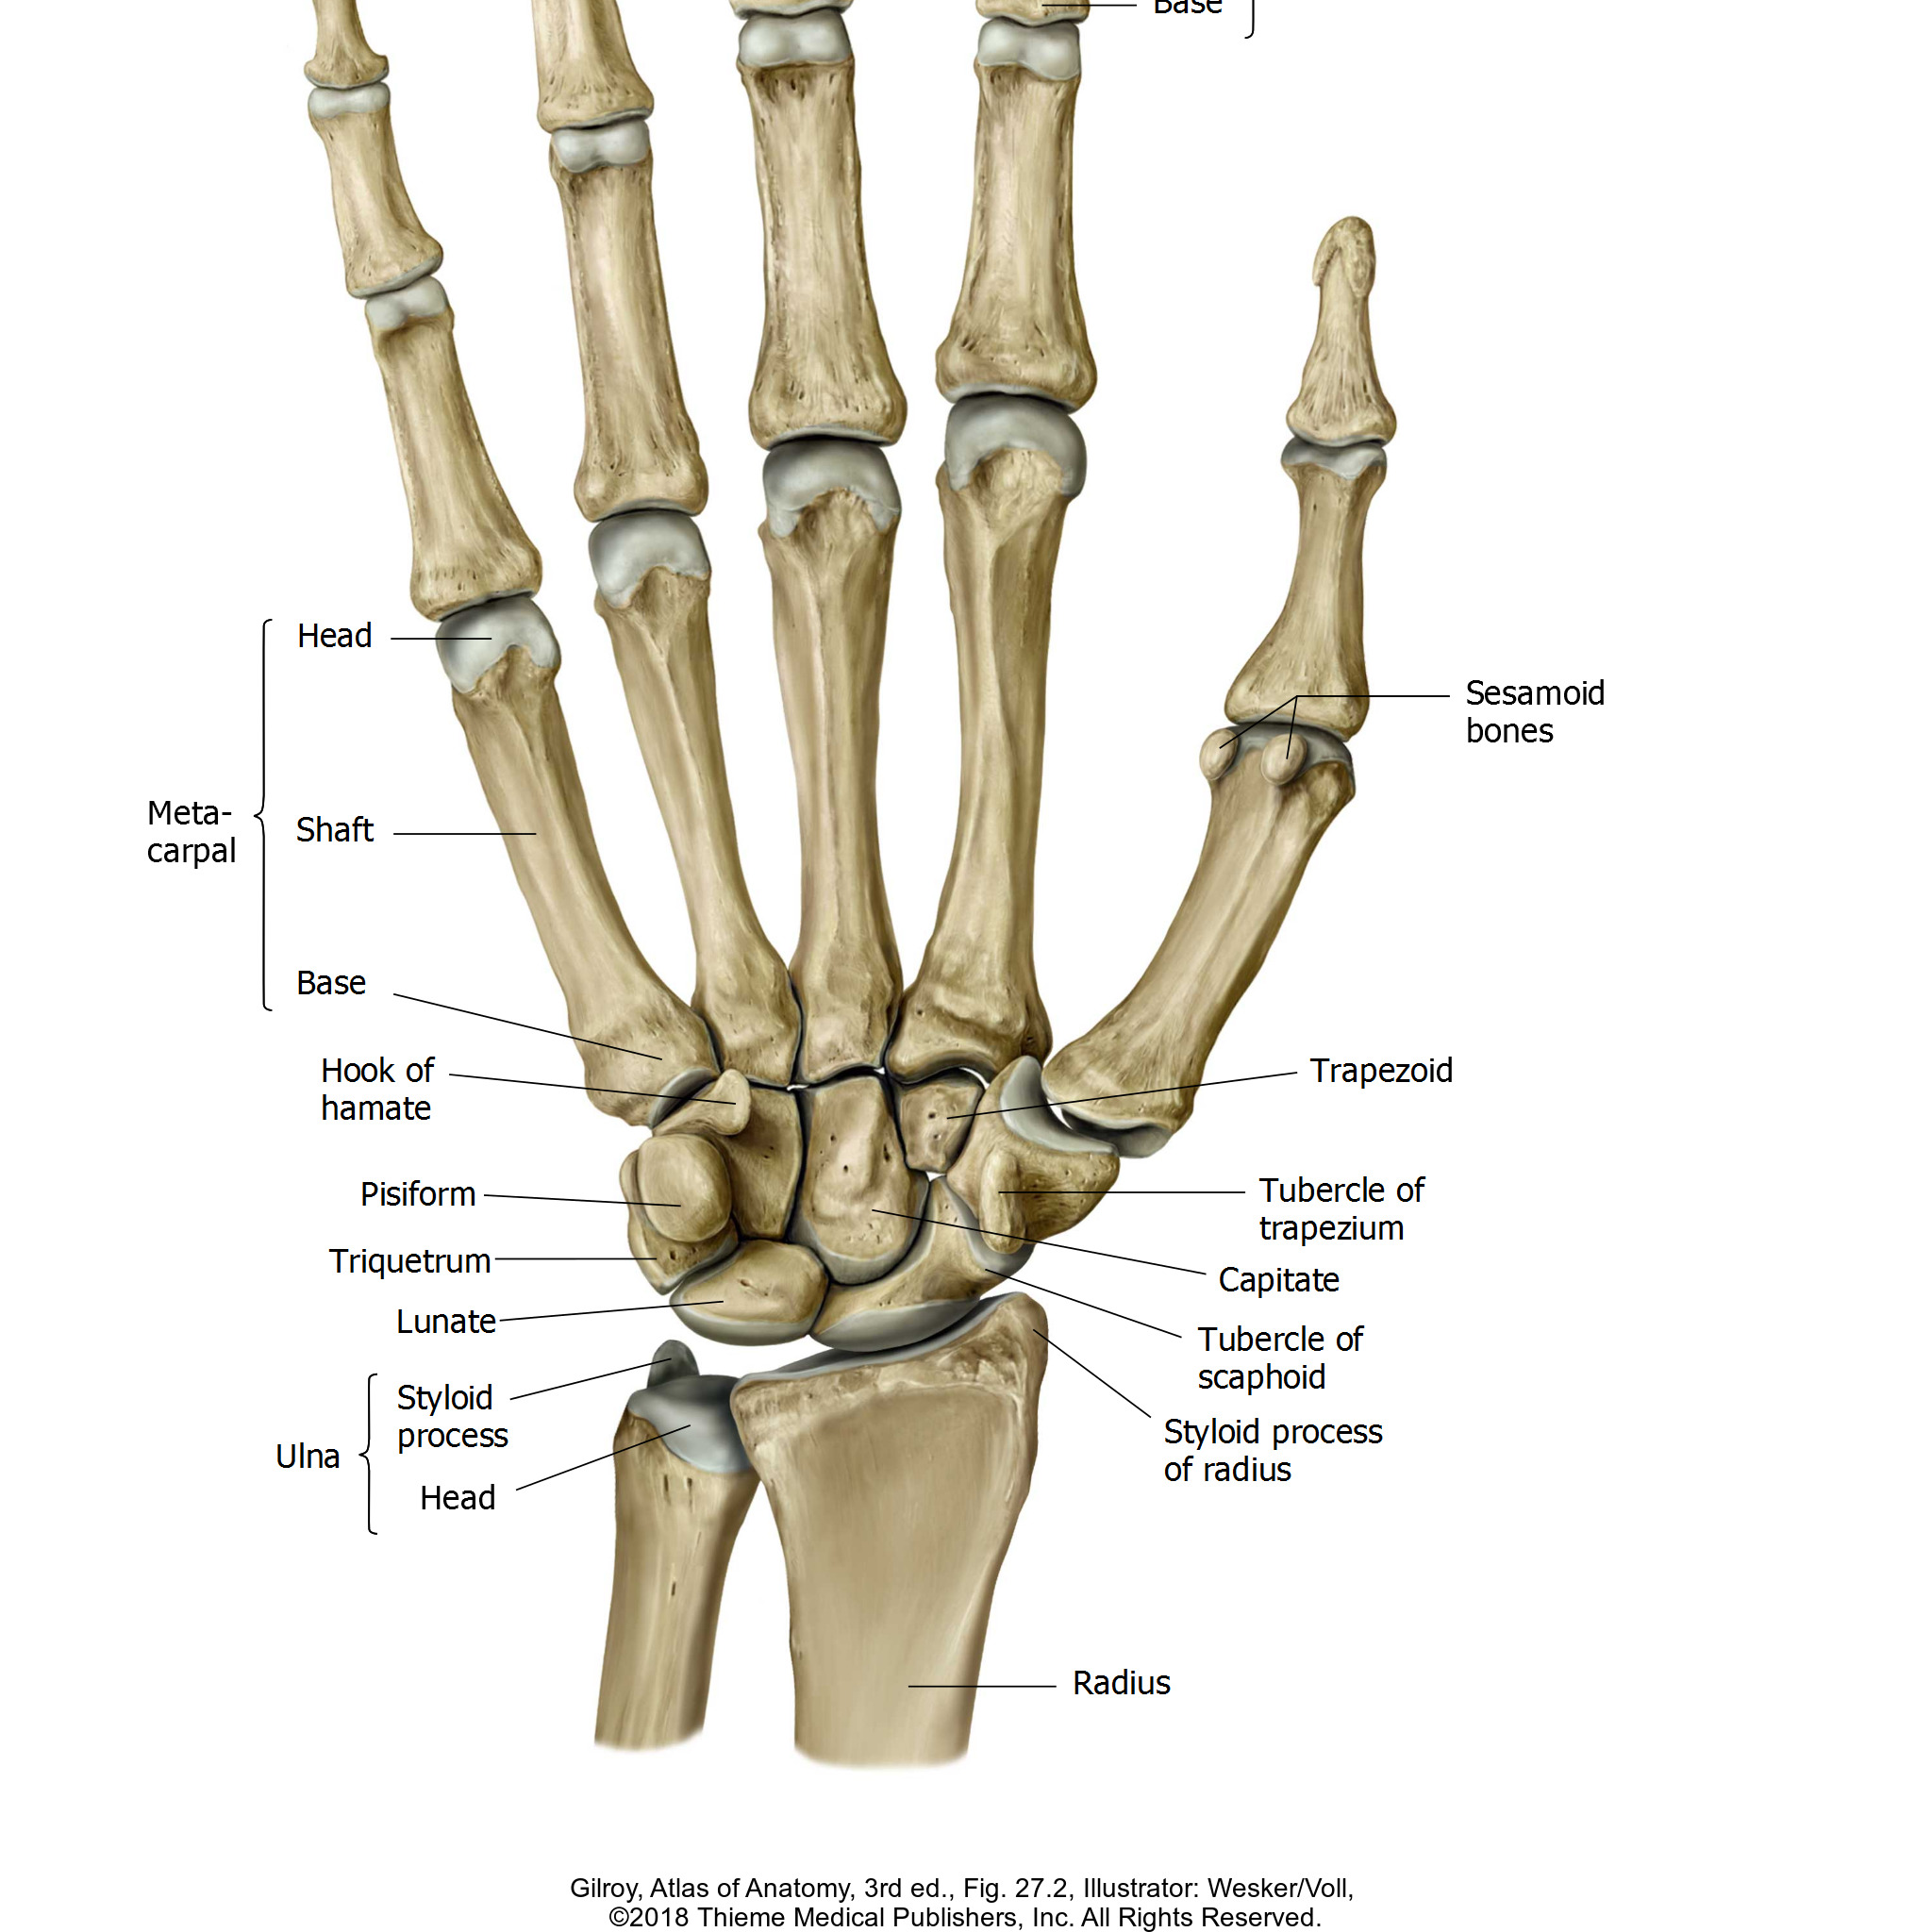 Base
Head
Sesamoid
bones
Meta-
carpal
Shaft
Base
Hook of
hamate
Trapezoid
Pisiform
Tubercle of
trapezium
Triquetrum
Capitate
Lunate
Tubercle of
scaphoid
Styloid
process
Ulna
Styloid process
of radius
Head
Radius
Gilroy, Atlas of Anatomy, 3rd ed., Fig. 27.2, Illustrator: Wesker/Voll,
©2018 Thieme Medical Publishers, Inc. All Rights Reserved.